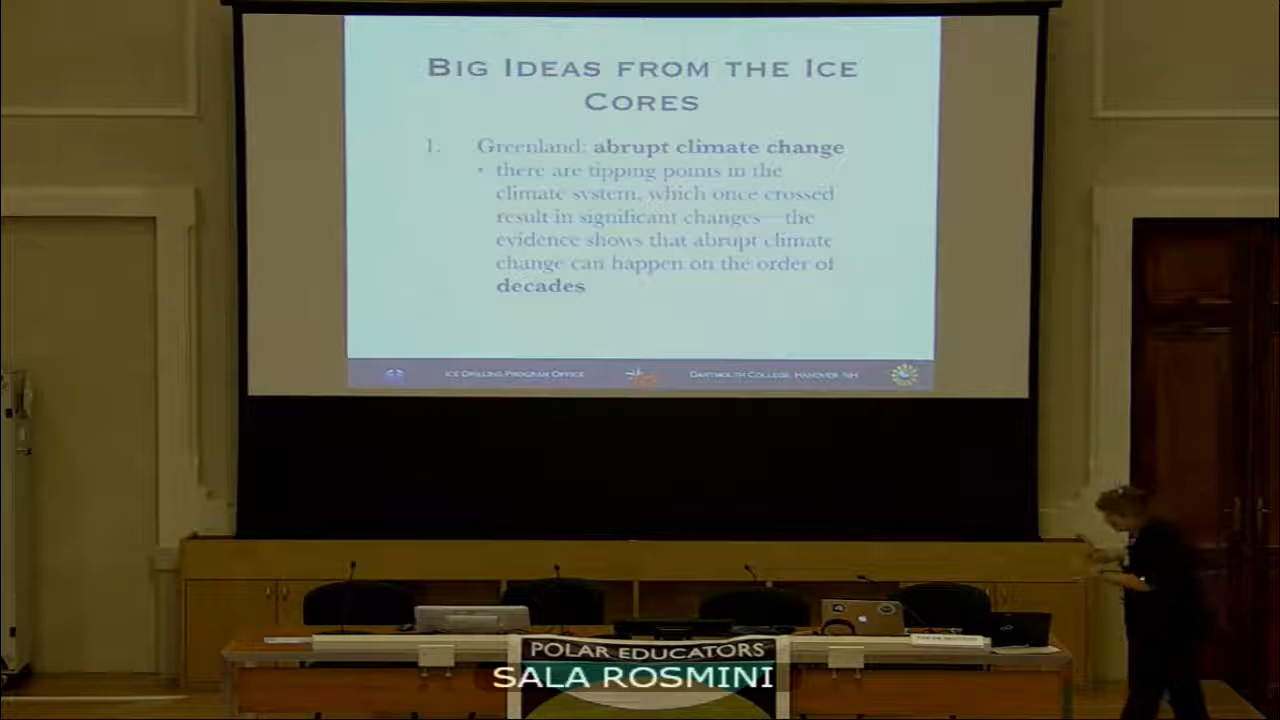 BIG IDEAS FROM THE ICE
CORES
1. Greenland: abrupt climate change
• there are tipping points in the
climate system, which once crossed
result in significant changes—the
evidence shows that abrupt climate
change can happen on the order of
decades
ICE DRILLING PROGRAM OFFICE
DARTMOUTH COLLEGE, HANOVER NH
POLAR EDUCATORS
SALA ROSMINI